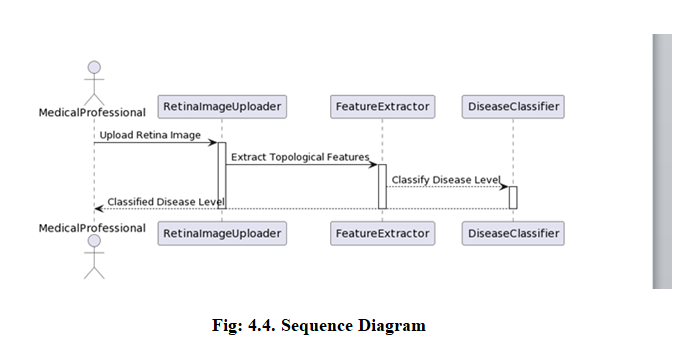 MedicalProfessional RetinaImageUploader FeatureExtractor DiseaseClassifier
Upload Retina Image
Extract Topological Features
Classify Disease Level
Classified Disease Level
MedicalProfessional RetinaImageUploader FeatureExtractor DiseaseClassifier
Fig: 4.4. Sequence Diagram